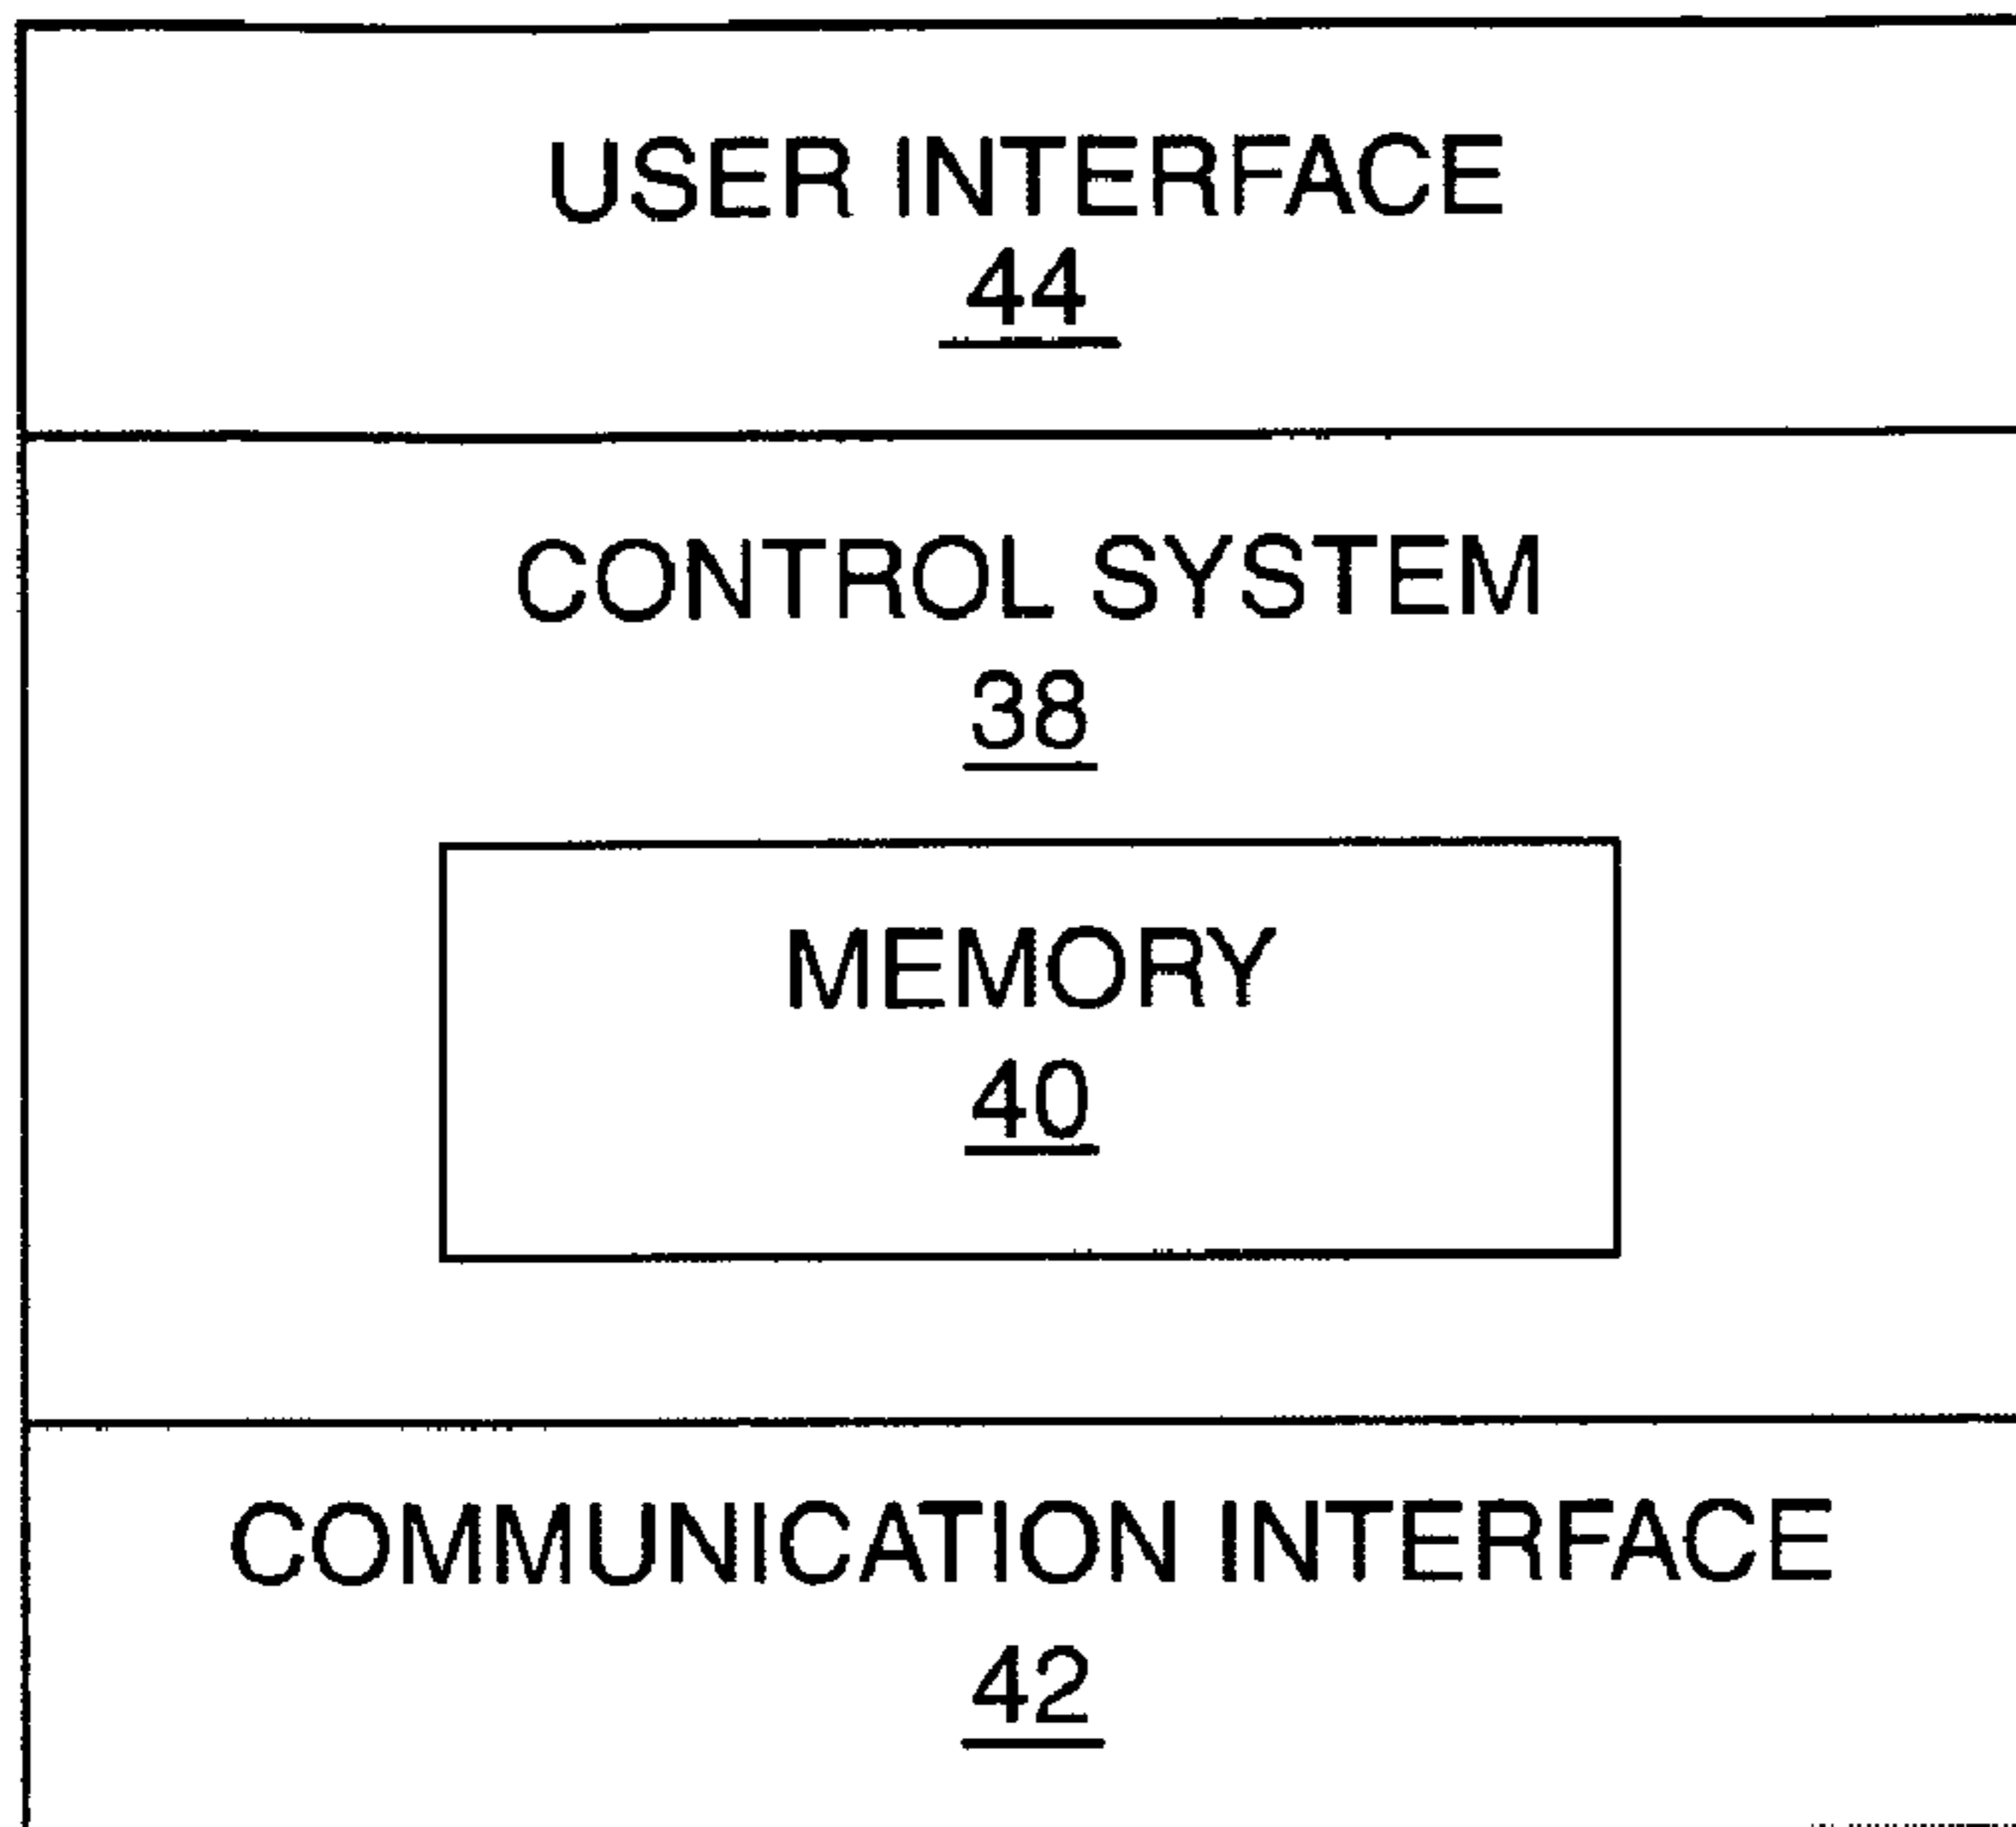 USER INTERFACE
44
CONTROL SYSTEM
38
MEMORY
40
COMMUNICATION INTERFACE
42